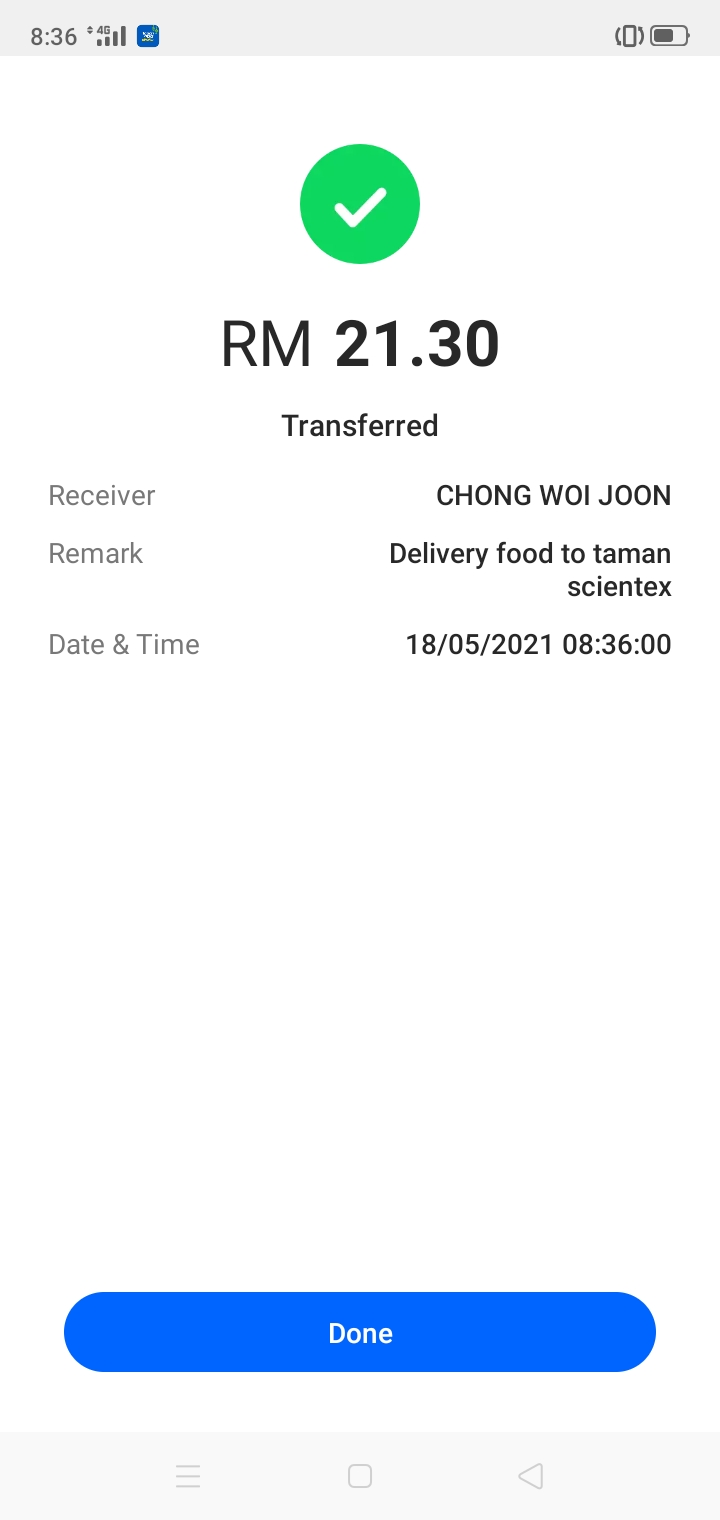 8:36 4G
RM 21.30
Transferred
Receiver CHONG WOI JOON
Remark Delivery food to taman
scientex
Date & Time 18/05/2021 08:36:00
Done